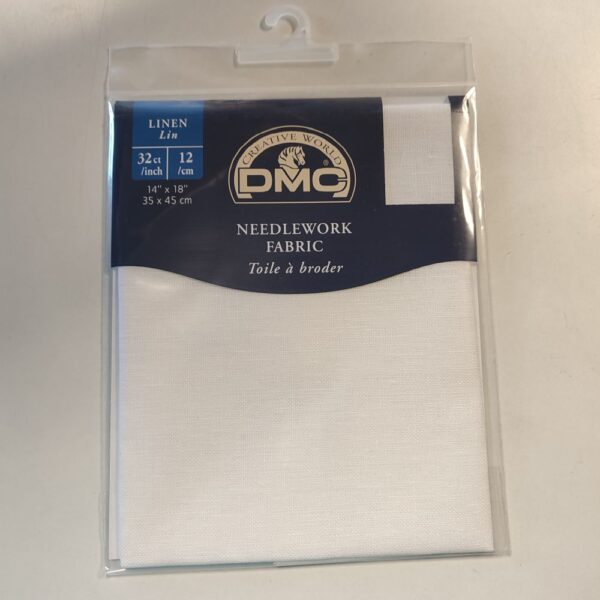 LINEN
Lin
32 ct
/inch
12
/cm
14" x 18"
35 x 45 cm
CREATIVE WORLD
DMC®
NEEDLEWORK
FABRIC
Toile à broder